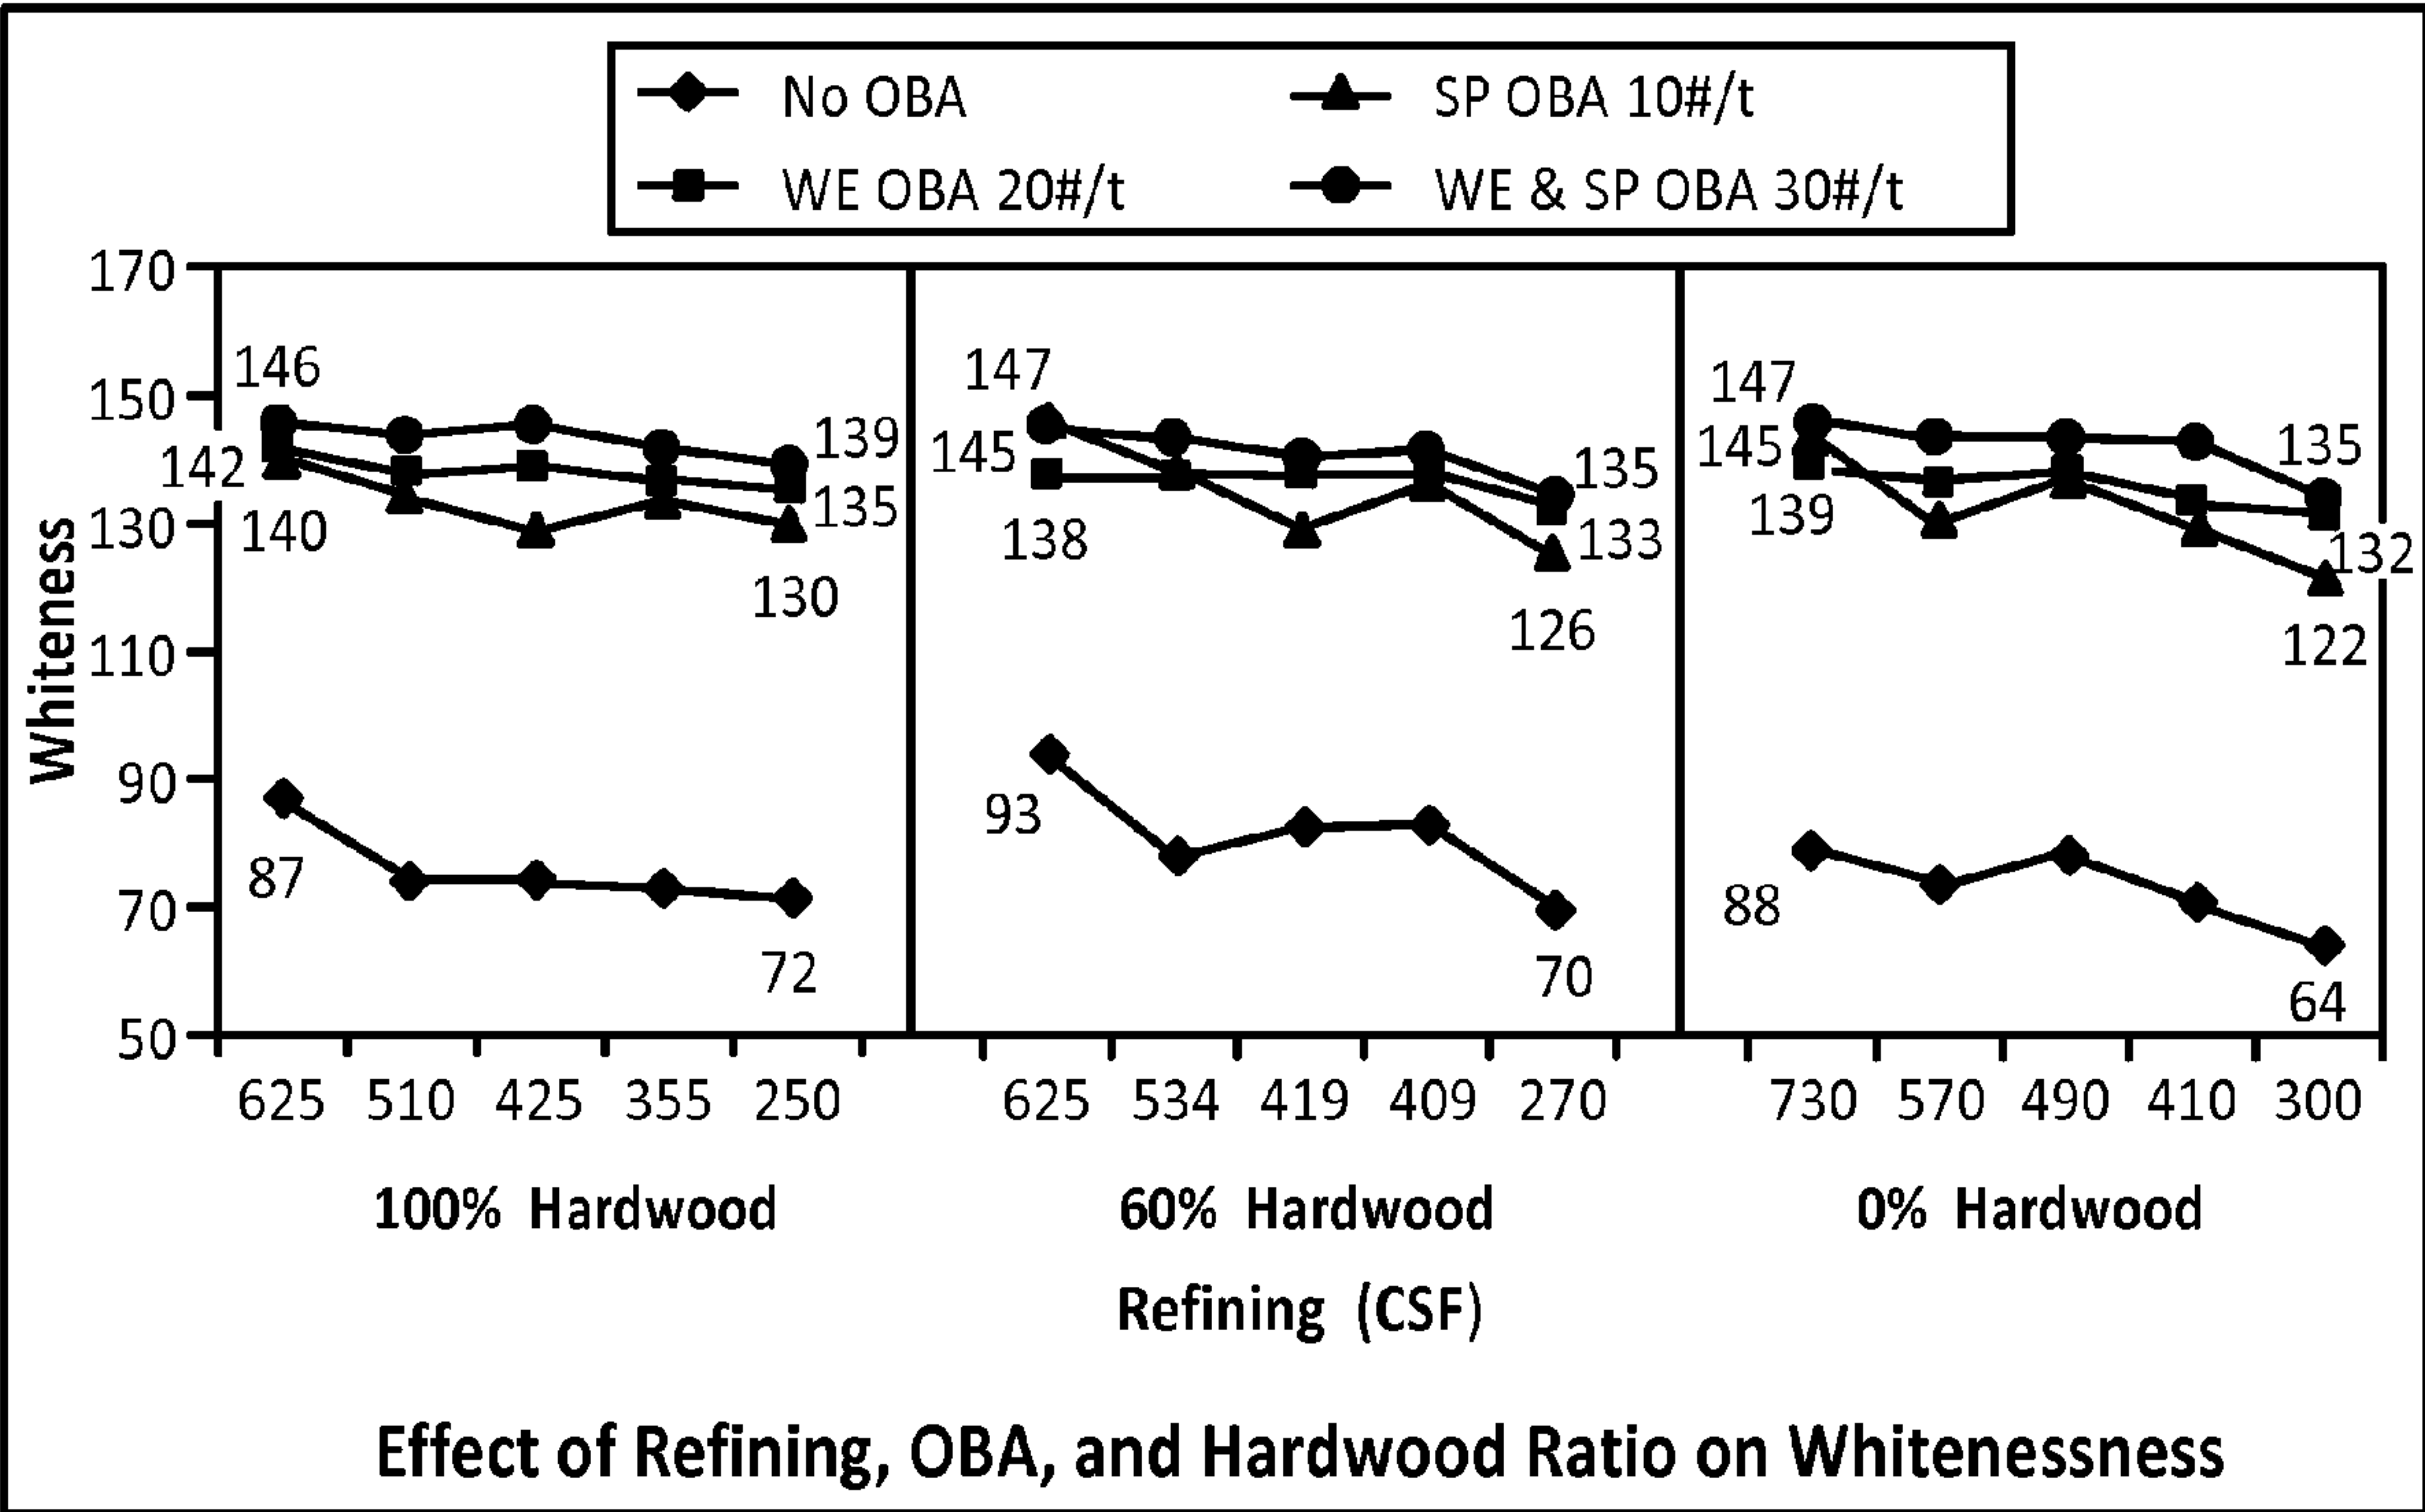 No OBA
SP OBA 10#/t
WE OBA 20#/t
WE & SP OBA 30#/t
Whiteness
170
150
130
110
90
70
50
146
142
140
139
135
130
87
72
147
145
138
135
133
126
93
70
147
145
139
135
132
122
88
64
625 510 425 355 250
625 534 419 409 270
730 570 490 410 300
100% Hardwood
60% Hardwood
0% Hardwood
Refining (CSF)
Effect of Refining, OBA, and Hardwood Ratio on Whitenessness